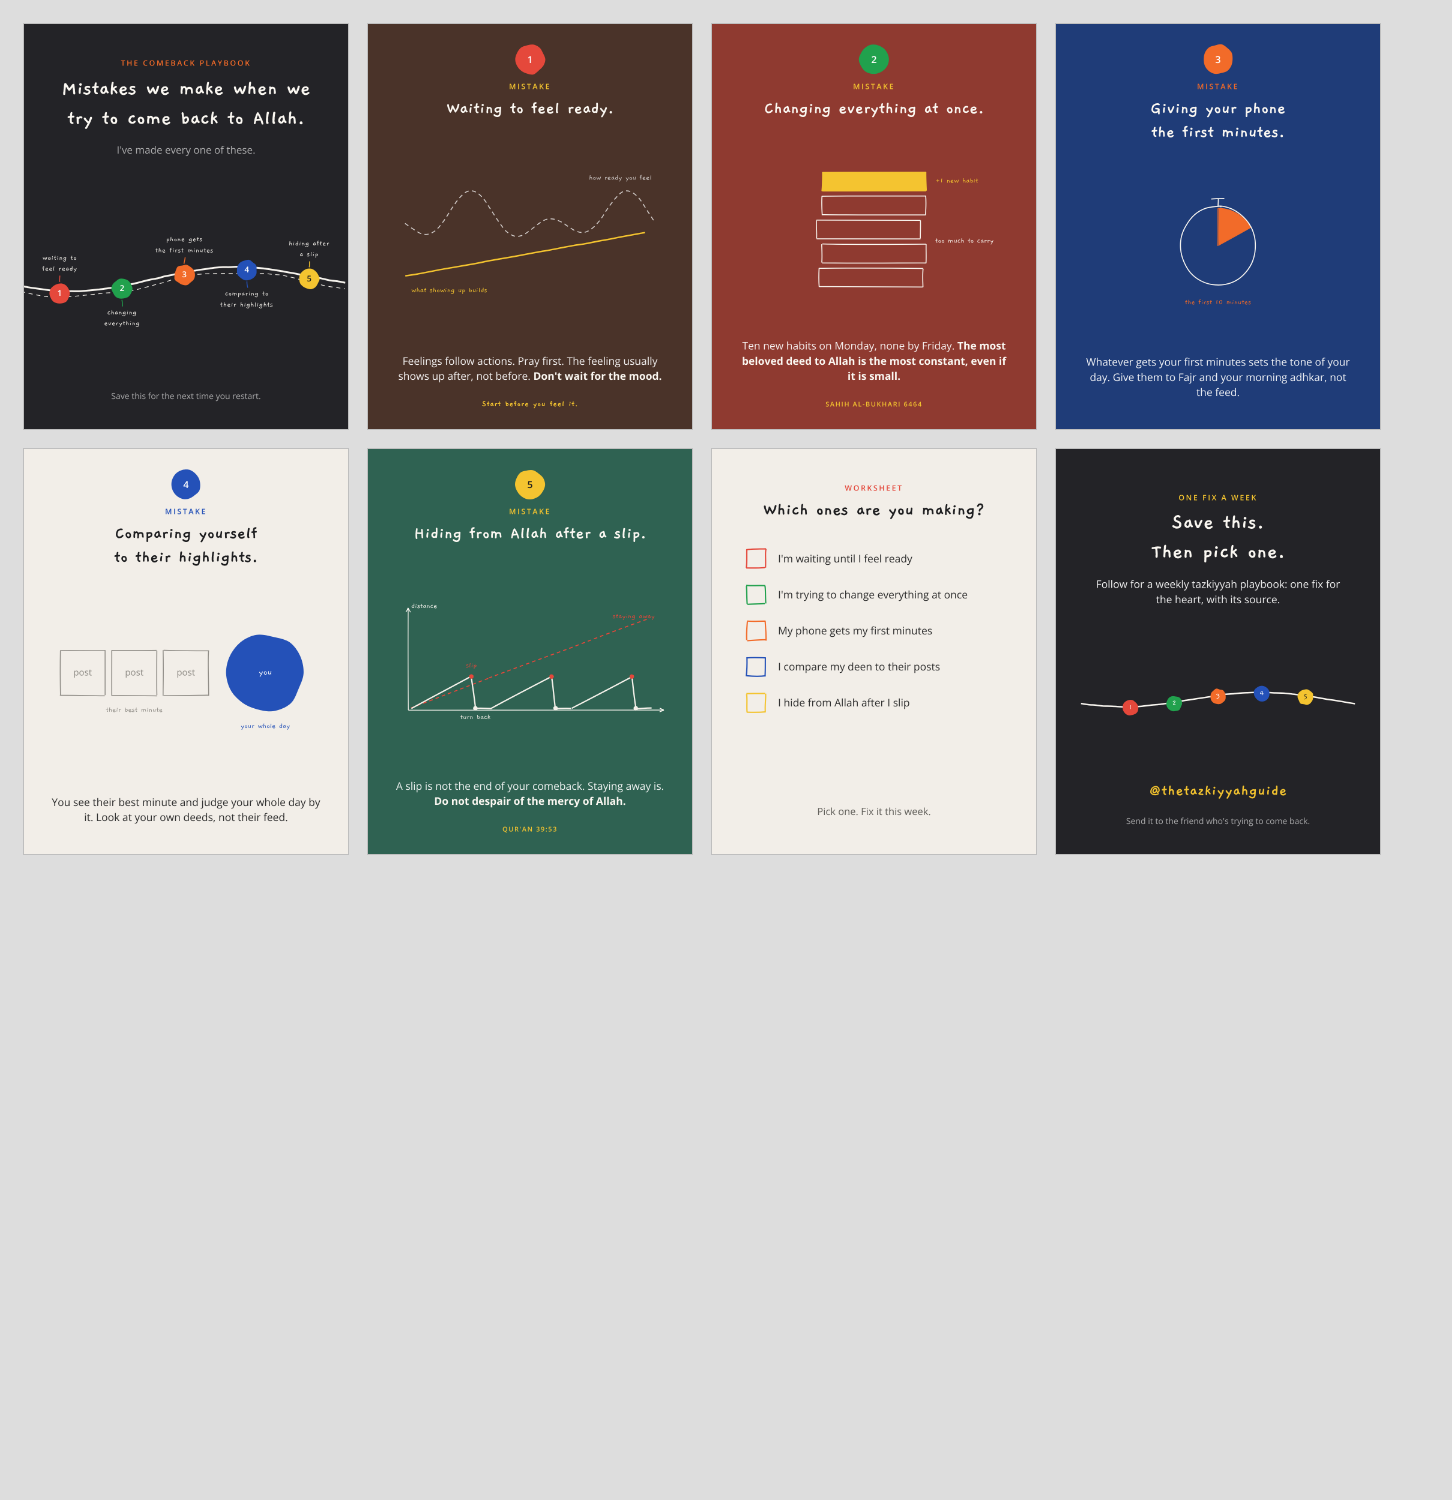 THE COMEBACK PLAYBOOK
Mistakes we make when we
try to come back to Allah.
I've made every one of these.
waiting to
feel ready
1
2
changing
everything
phone gets
the first minutes
3
4
comparing to
their highlights
hiding after
a slip
5
Save this for the next time you restart.
1
MISTAKE
Waiting to feel ready.
how ready you feel
what showing up builds
Feelings follow actions. Pray first. The feeling usually
shows up after, not before. Don't wait for the mood.
Start before you feel it.
2
MISTAKE
Changing everything at once.
+1 new habit
too much to carry
Ten new habits on Monday, none by Friday. The most
beloved deed to Allah is the most constant, even if
it is small.
SAHIH AL-BUKHARI 6464
3
MISTAKE
Giving your phone
the first minutes.
the first 10 minutes
Whatever gets your first minutes sets the tone of your
day. Give them to Fajr and your morning adhkar, not
the feed.
4
MISTAKE
Comparing yourself
to their highlights.
post
post
post
you
their best minute
your whole day
You see their best minute and judge your whole day by
it. Look at your own deeds, not their feed.
5
MISTAKE
Hiding from Allah after a slip.
distance
staying away
slip
turn back
A slip is not the end of your comeback. Staying away is.
Do not despair of the mercy of Allah.
QUR'AN 39:53
WORKSHEET
Which ones are you making?
I'm waiting until I feel ready
I'm trying to change everything at once
My phone gets my first minutes
I compare my deen to their posts
I hide from Allah after I slip
Pick one. Fix it this week.
ONE FIX A WEEK
Save this.
Then pick one.
Follow for a weekly tazkiyyah playbook: one fix for
the heart, with its source.
1
2
3
4
5
@thetazkiyyahguide
Send it to the friend who's trying to come back.